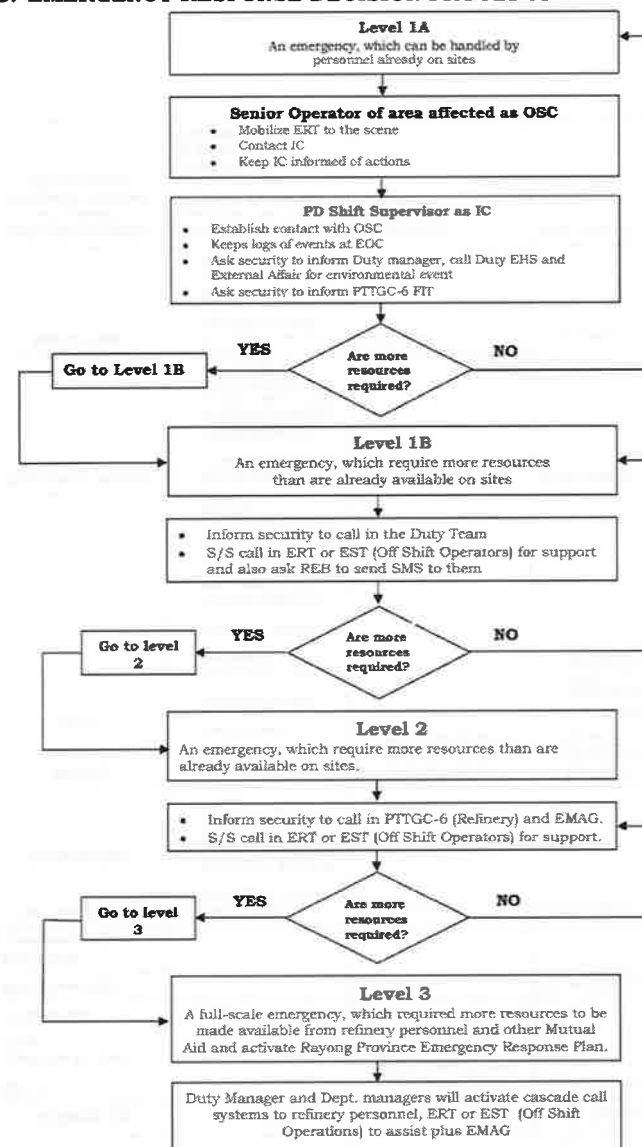 Level 1A
An emergency, which can be handled by
personnel already on sites
Senior Operator of area affected as OSC
• Mobilize ERT to the scene
• Contact IC
• Keep IC informed of actions
PD Shift Supervisor as IC
• Establish contact with OSC
• Keeps logs of events at EOC
• Ask security to inform Duty manager, call Duty EHS and
External Affair for environmental event
• Ask security to inform PTTGC-6 FIT
YES
Are more
resources
required?
NO
Go to Level 1B
Level 1B
An emergency, which require more resources
than are already available on sites
• Inform security to call in the Duty Team
• S/S call in ERT or EST (Off Shift Operators) for support
and also ask REB to send SMS to them
YES
Are more
resources
required?
NO
Go to level
2
Level 2
An emergency, which require more resources than are
already available on sites.
• Inform security to call in PTTGC-6 (Refinery) and EMAG.
• S/S call in ERT or EST (Off Shift Operators) for support.
YES
Are more
resources
required?
NO
Go to level
3
Level 3
A full-scale emergency, which required more resources to be
made available from refinery personnel and other Mutual
Aid and activate Rayong Province Emergency Response Plan.
Duty Manager and Dept. managers will activate cascade call
systems to refinery personnel, ERT or EST (Off Shift
Operations) to assist plus EMAG